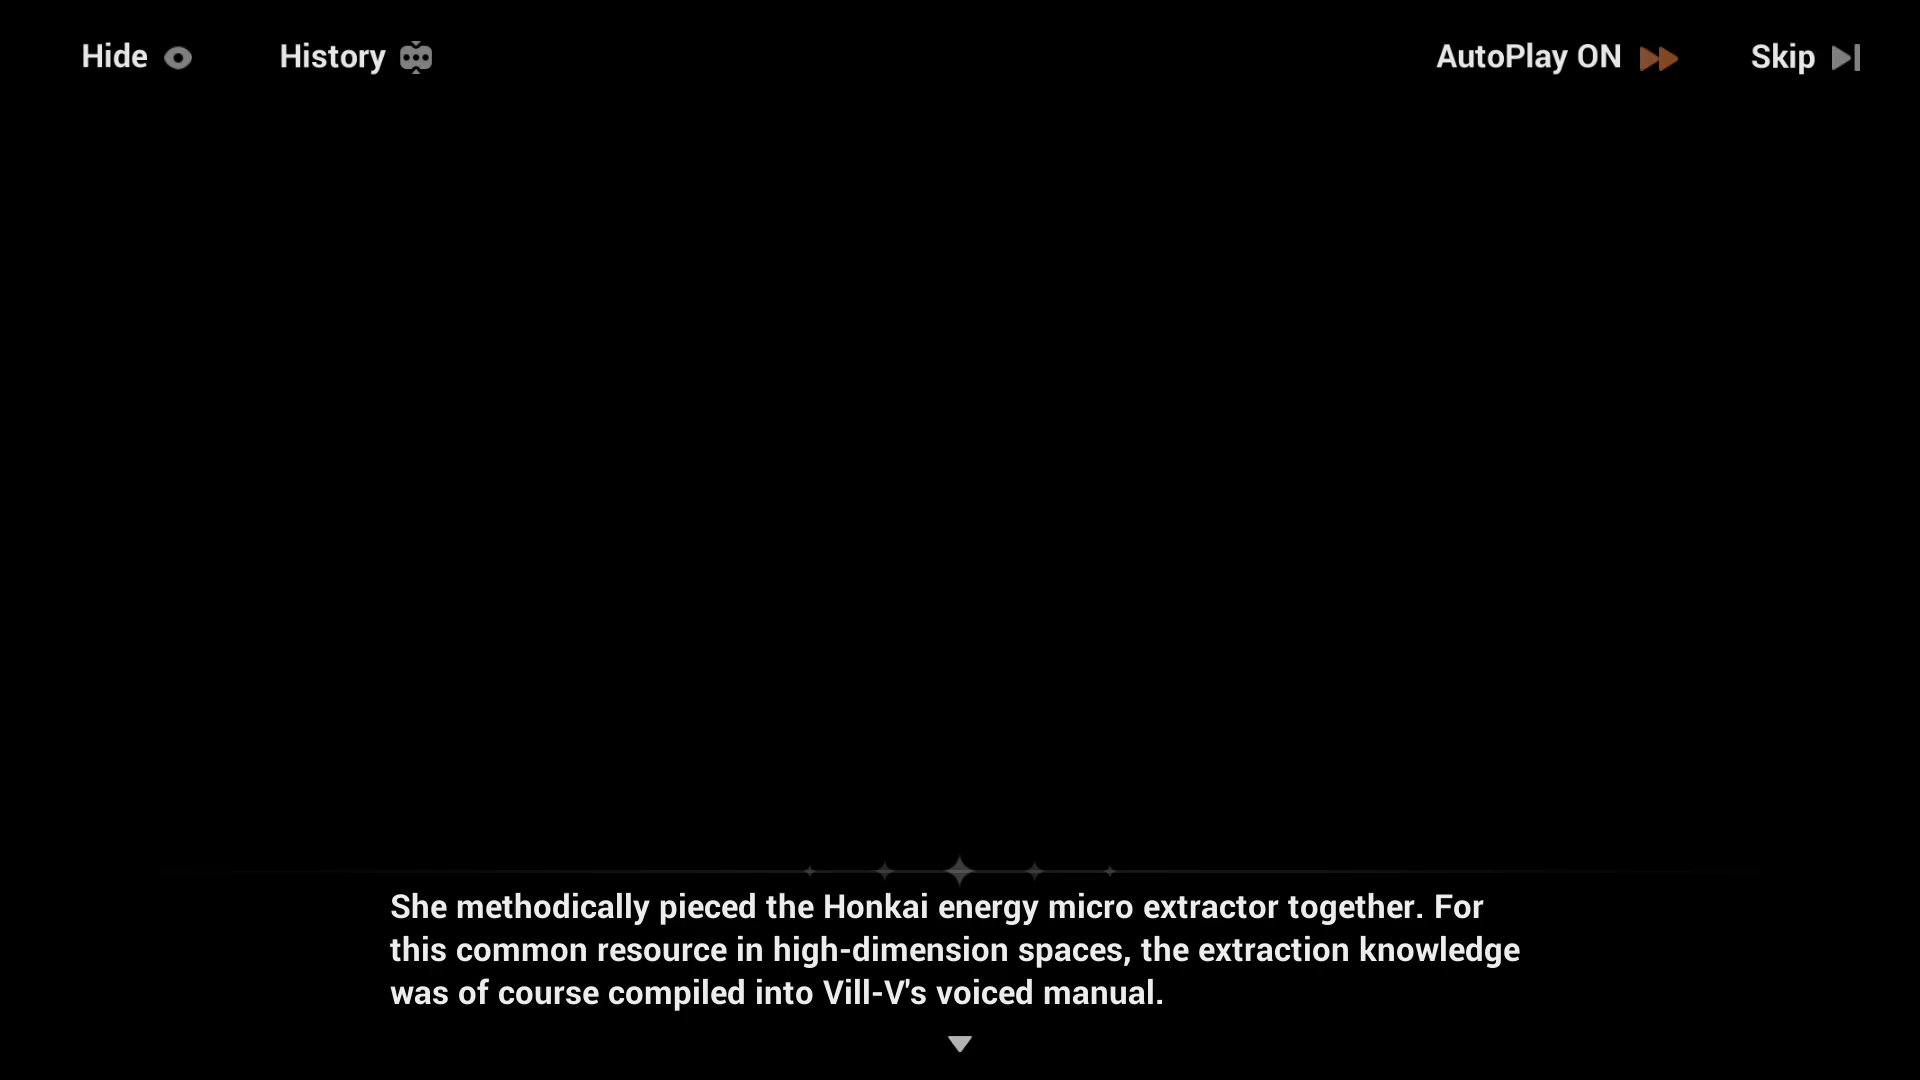 Hide
History
AutoPlay ON
Skip
She methodically pieced the Honkai energy micro extractor together. For
this common resource in high-dimension spaces, the extraction knowledge
was of course compiled into Vill-V's voiced manual.